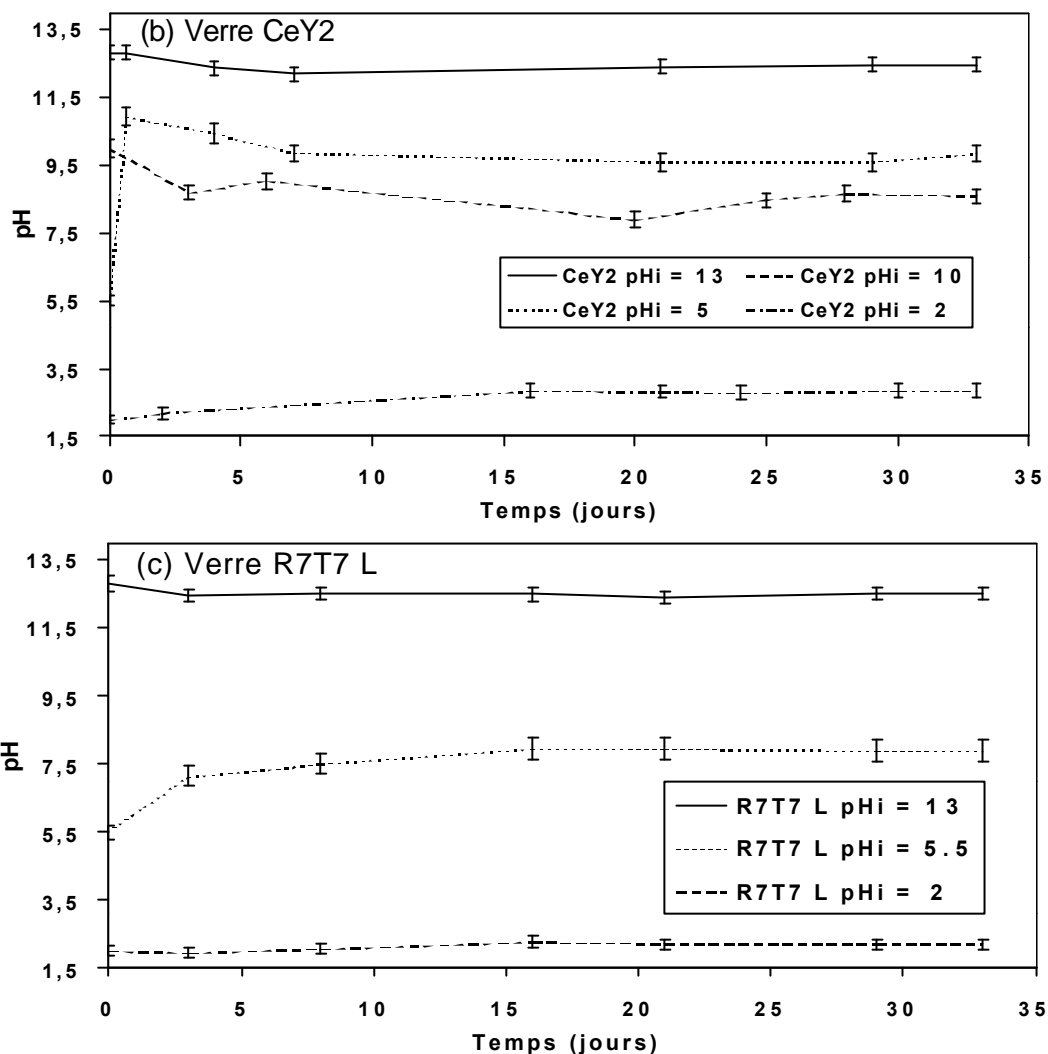 (b) Verre CeY2
13,5
11,5
9,5
7,5
5,5
3,5
1,5
pH
CeY2 pHi = 13
CeY2 pHi = 10
CeY2 pHi = 5
CeY2 pHi = 2
0 5 10 15 20 25 30 35
Temps (jours)
(c) Verre R7T7 L
13,5
11,5
9,5
7,5
5,5
3,5
1,5
pH
R7T7 L pHi = 13
R7T7 L pHi = 5.5
R7T7 L pHi = 2
0 5 10 15 20 25 30 35
Temps (jours)